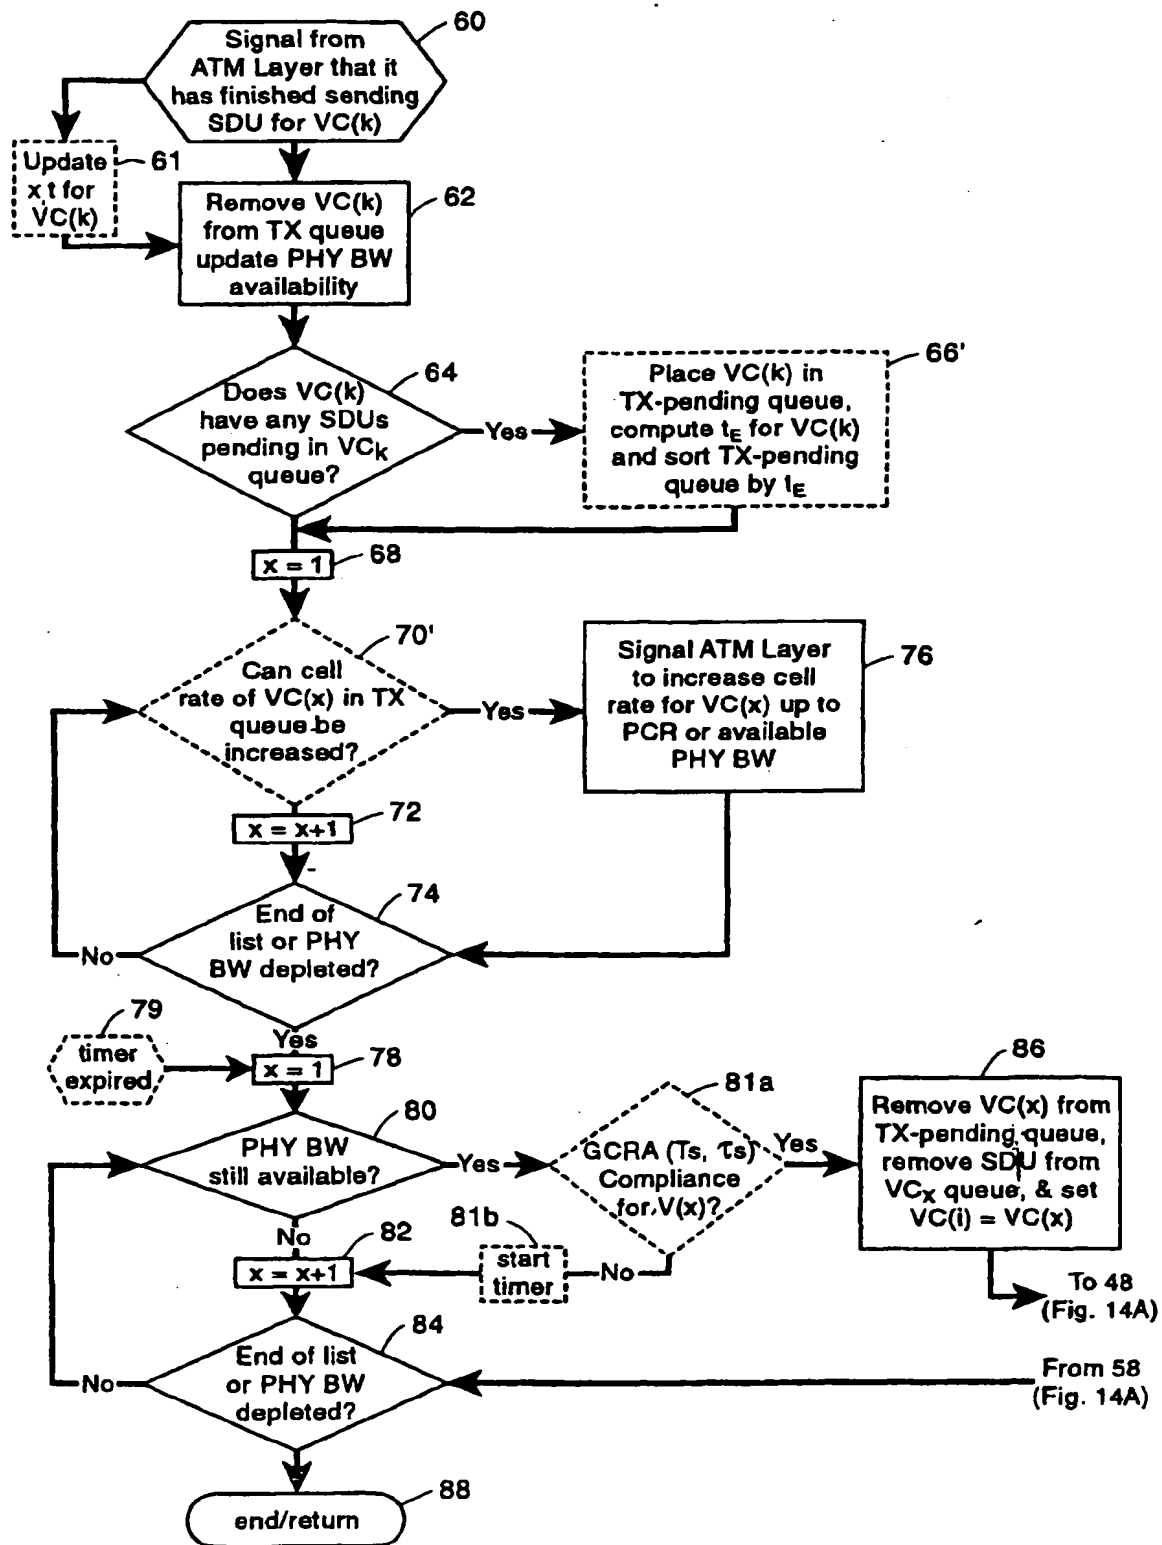 60
Signal from
ATM Layer that it
has finished sending
SDU for VC(k)
Update
x,t for
VC(k)
61
Remove VC(k)
from TX queue
update PHY BW
availability
62
Does VC(k)
have any SDUs
pending in VCk
queue?
64
Yes
66'
Place VC(k) in
TX-pending queue,
compute tE for VC(k)
and sort TX-pending
queue by tE
x = 1
68
70'
Can cell
rate of VC(x) in TX
queue be
increased?
Yes
Signal ATM Layer
to increase cell
rate for VC(x) up to
PCR or available
PHY BW
76
x = x+1
72
74
End of
list or PHY
BW depleted?
No
Yes
79
timer
expired
x = 1
78
80
PHY BW
still available?
Yes
No
81a
GCRA (Ts, τs)
Compliance
for V(x)?
Yes
No
86
Remove VC(x) from
TX-pending queue,
remove SDU from
VCx queue, & set
VC(i) = VC(x)
81b
start
timer
82
x = x+1
To 48
(Fig. 14A)
84
End of list
or PHY BW
depleted?
No
From 58
(Fig. 14A)
88
end/return